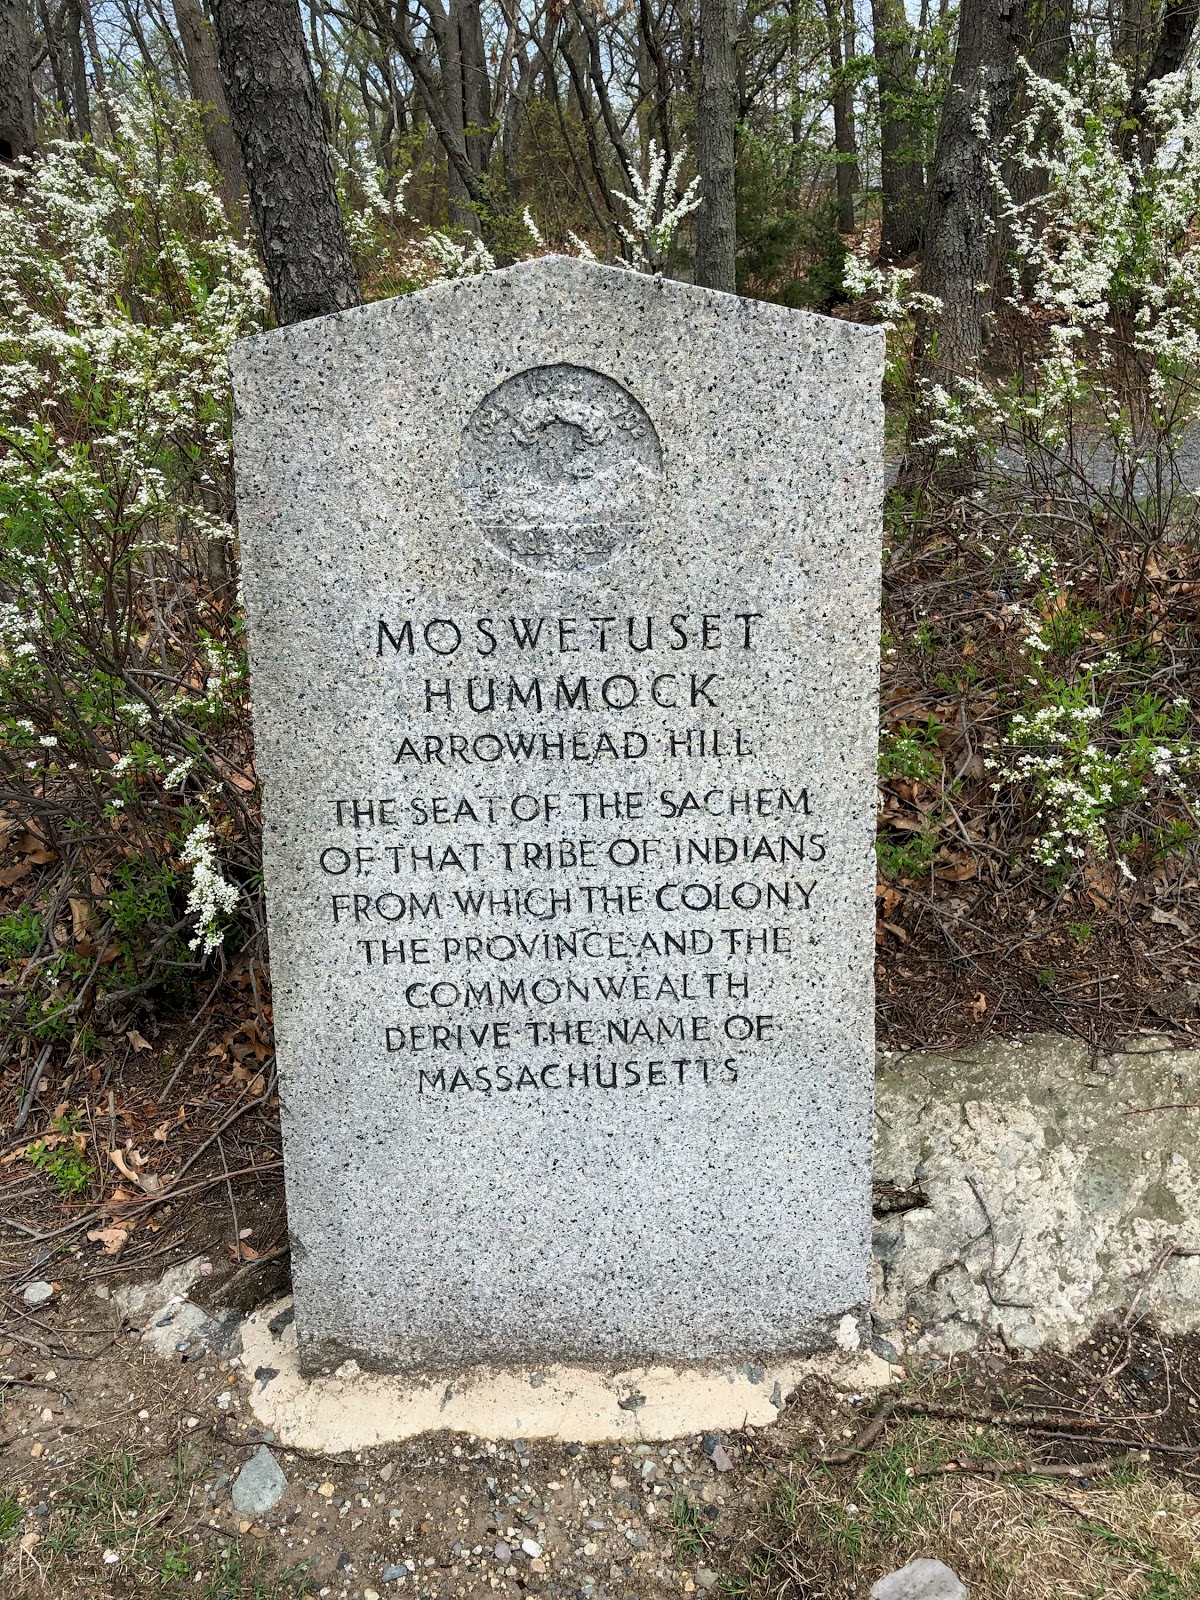 MOSWETUSET
HUMMOCK
ARROWHEAD HILL
THE SEAT OF THE SACHEM
OF THAT TRIBE OF INDIANS
FROM WHICH THE COLONY
THE PROVINCE AND THE
COMMONWEALTH
DERIVE THE NAME OF
MASSACHUSETTS